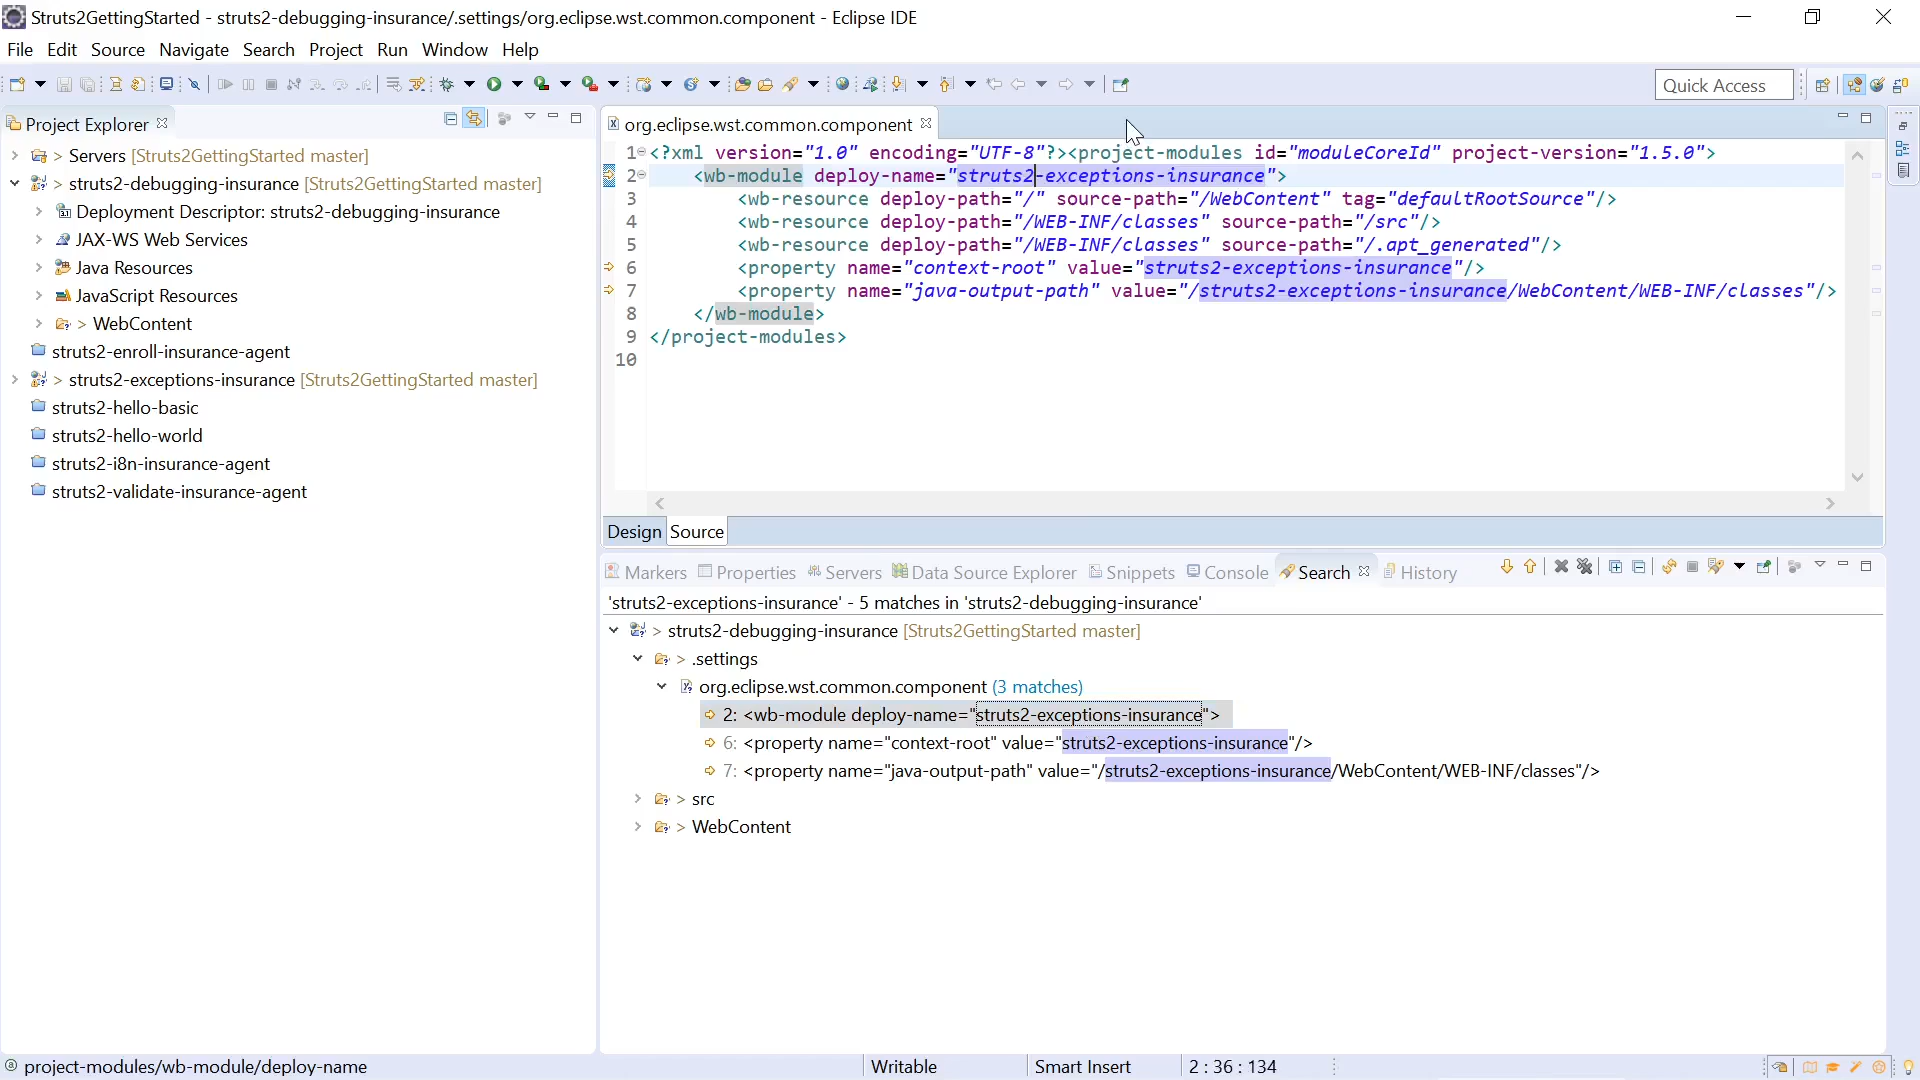 Struts2GettingStarted - struts2-debugging-insurance/.settings/org.eclipse.wst.common.component - Eclipse IDE
File Edit Source Navigate Search Project Run Window Help
Quick Access
Project Explorer
> Servers [Struts2GettingStarted master]
> struts2-debugging-insurance [Struts2GettingStarted master]
Deployment Descriptor: struts2-debugging-insurance
JAX-WS Web Services
Java Resources
JavaScript Resources
> WebContent
struts2-enroll-insurance-agent
> struts2-exceptions-insurance [Struts2GettingStarted master]
struts2-hello-basic
struts2-hello-world
struts2-i8n-insurance-agent
struts2-validate-insurance-agent
org.eclipse.wst.common.component
1 <?xml version="1.0" encoding="UTF-8"?><project-modules id="moduleCoreId" project-version="1.5.0">
2 <wb-module deploy-name="struts2-exceptions-insurance">
3 <wb-resource deploy-path="/" source-path="/WebContent" tag="defaultRootSource"/>
4 <wb-resource deploy-path="/WEB-INF/classes" source-path="/src"/>
5 <wb-resource deploy-path="/WEB-INF/classes" source-path="/.apt_generated"/>
6 <property name="context-root" value="struts2-exceptions-insurance"/>
7 <property name="java-output-path" value="/struts2-exceptions-insurance/WebContent/WEB-INF/classes"/>
8 </wb-module>
9 </project-modules>
10
Design Source
Markers Properties Servers Data Source Explorer Snippets Console Search History
'struts2-exceptions-insurance' - 5 matches in 'struts2-debugging-insurance'
> struts2-debugging-insurance [Struts2GettingStarted master]
> .settings
org.eclipse.wst.common.component (3 matches)
2: <wb-module deploy-name="struts2-exceptions-insurance">
6: <property name="context-root" value="struts2-exceptions-insurance"/>
7: <property name="java-output-path" value="/struts2-exceptions-insurance/WebContent/WEB-INF/classes"/>
> src
> WebContent
project-modules/wb-module/deploy-name
Writable
Smart Insert
2 : 36 : 134